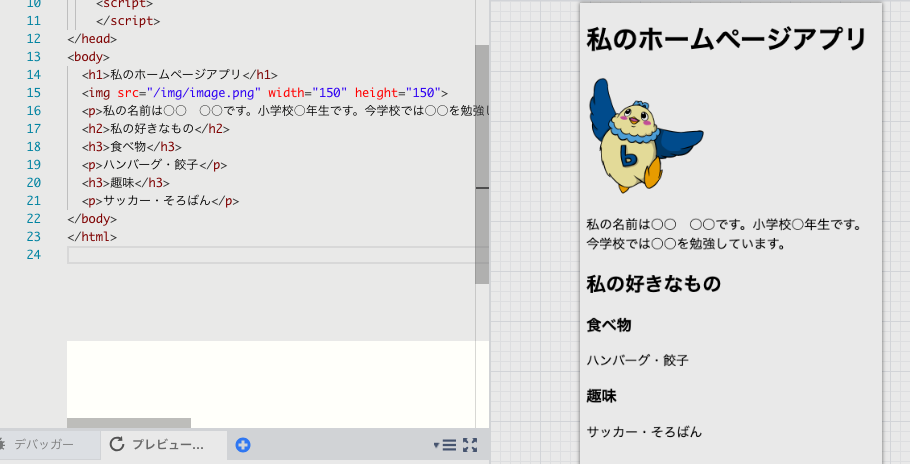 10 <script>
11 </script>
12 </head>
13 <body>
14 <h1>私のホームページアプリ</h1>
15 <img src="/img/image.png" width="150" height="150">
16 <p>私の名前は○○　○○です。小学校○年生です。今学校では○○を勉強し
17 <h2>私の好きなもの</h2>
18 <h3>食べ物</h3>
19 <p>ハンバーグ・餃子</p>
20 <h3>趣味</h3>
21 <p>サッカー・そろばん</p>
22 </body>
23 </html>
24
デバッガー
プレビュー...
私のホームページアプリ
b
私の名前は○○　○○です。小学校○年生です。
今学校では○○を勉強しています。
私の好きなもの
食べ物
ハンバーグ・餃子
趣味
サッカー・そろばん